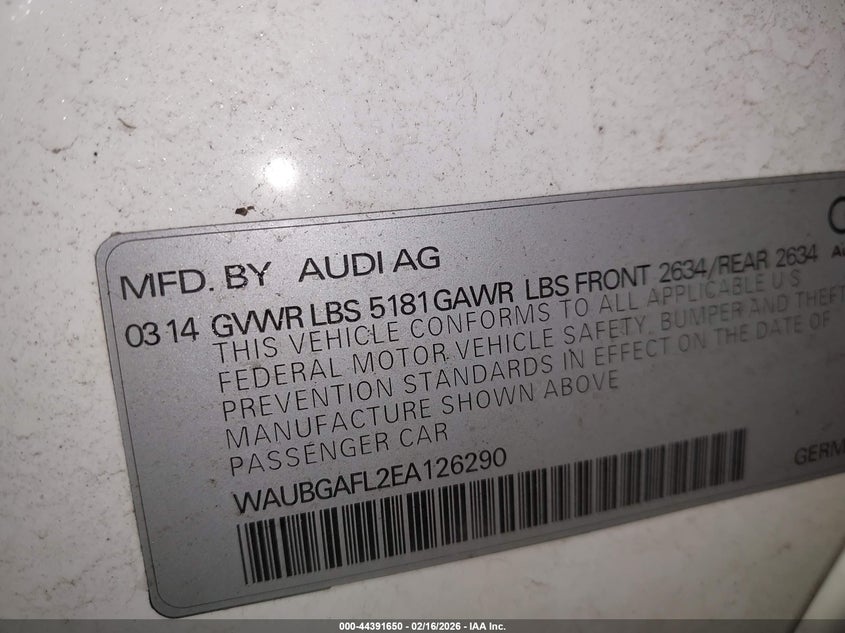 MFD. BY AUDI AG
03 14 GVWR LBS 5181 GAWR LBS FRONT 2634/REAR 2634
THIS VEHICLE CONFORMS TO ALL APPLICABLE U S
FEDERAL MOTOR VEHICLE SAFETY, BUMPER AND THEFT
PREVENTION STANDARDS IN EFFECT ON THE DATE OF
MANUFACTURE SHOWN ABOVE
PASSENGER CAR
WAUBGAFL2EA126290
GERM
000-44391650 - 02/16/2026 - IAA Inc.